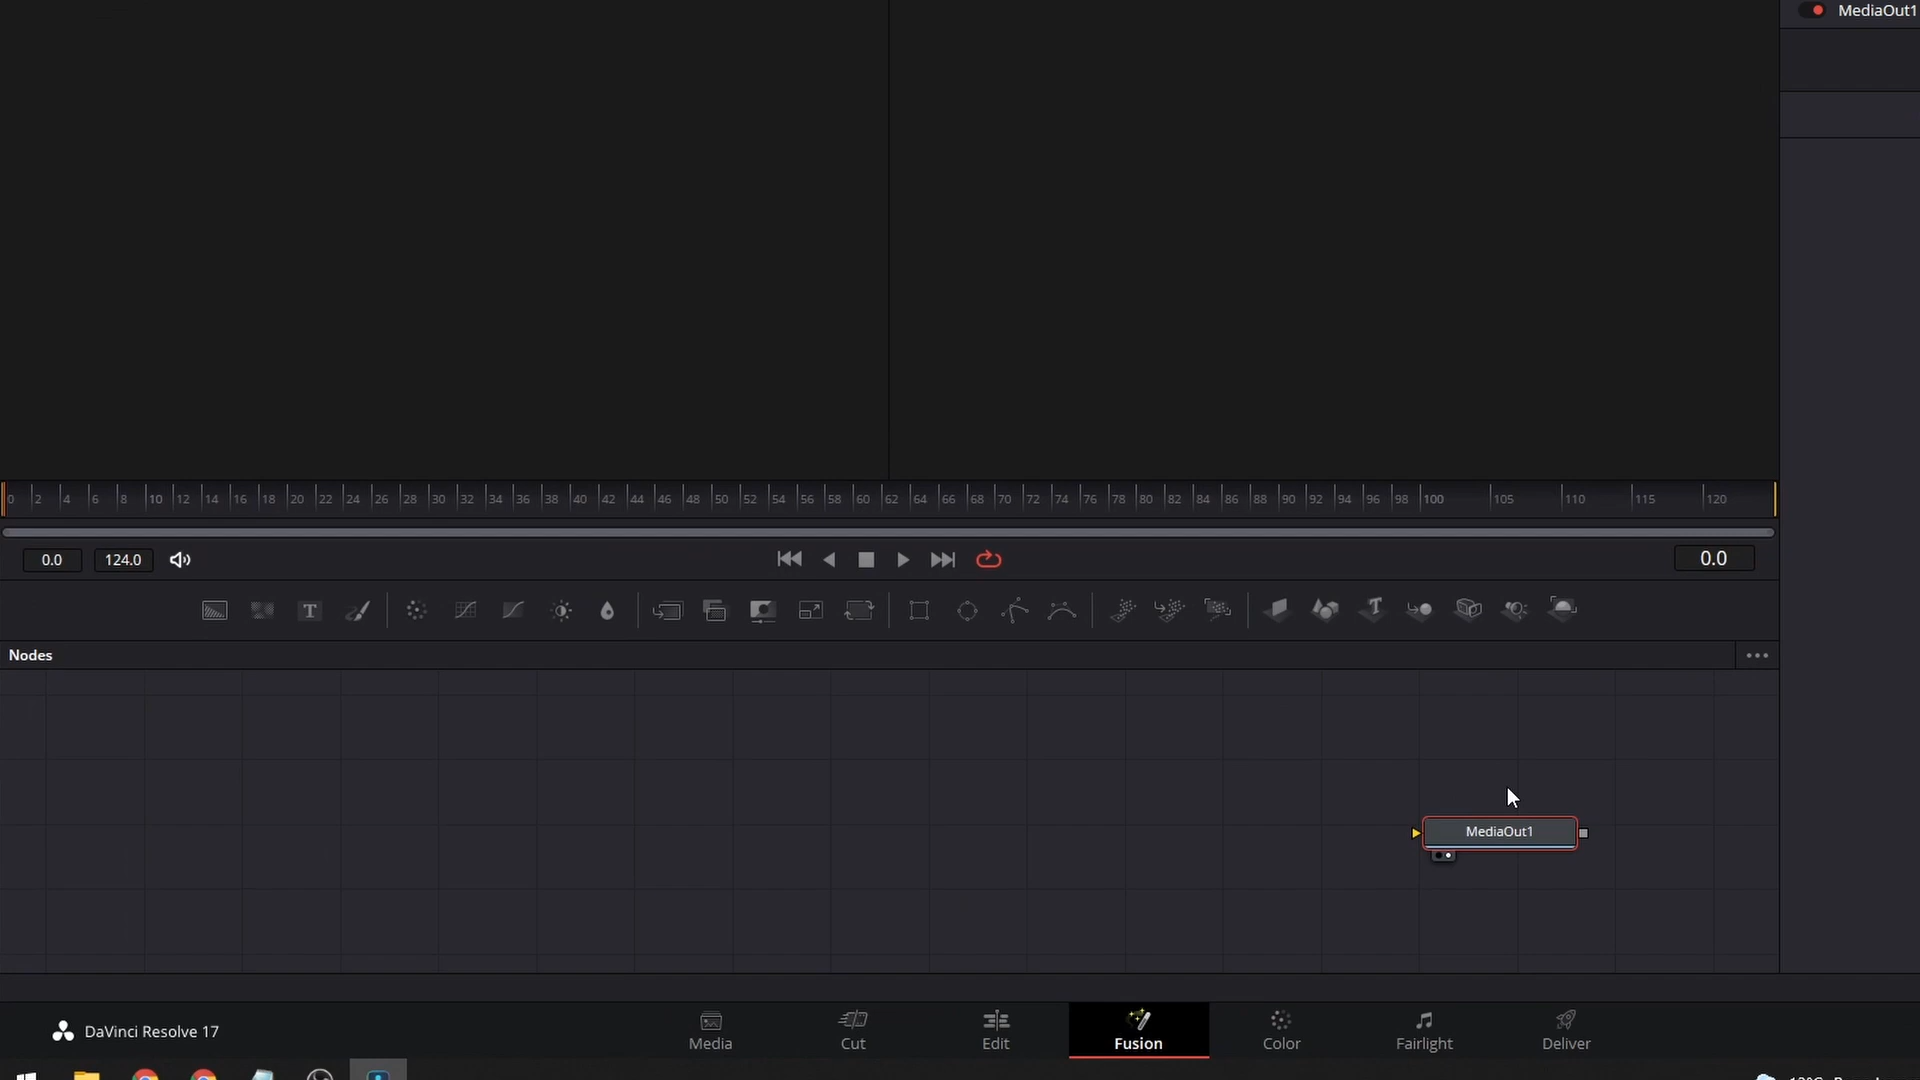 MediaOut1
0 2 4 6 8 10 12 14 16 18 20 22 24 26 28 30 32 34 36 38 40 42 44 46 48 50 52 54 56 58 60 62 64 66 68 70 72 74 76 78 80 82 84 86 88 90 92 94 96 98 100 105 110 115 120
0.0 124.0 0.0
T T
Nodes
MediaOut1
DaVinci Resolve 17
Media Cut Edit Fusion Color Fairlight Deliver